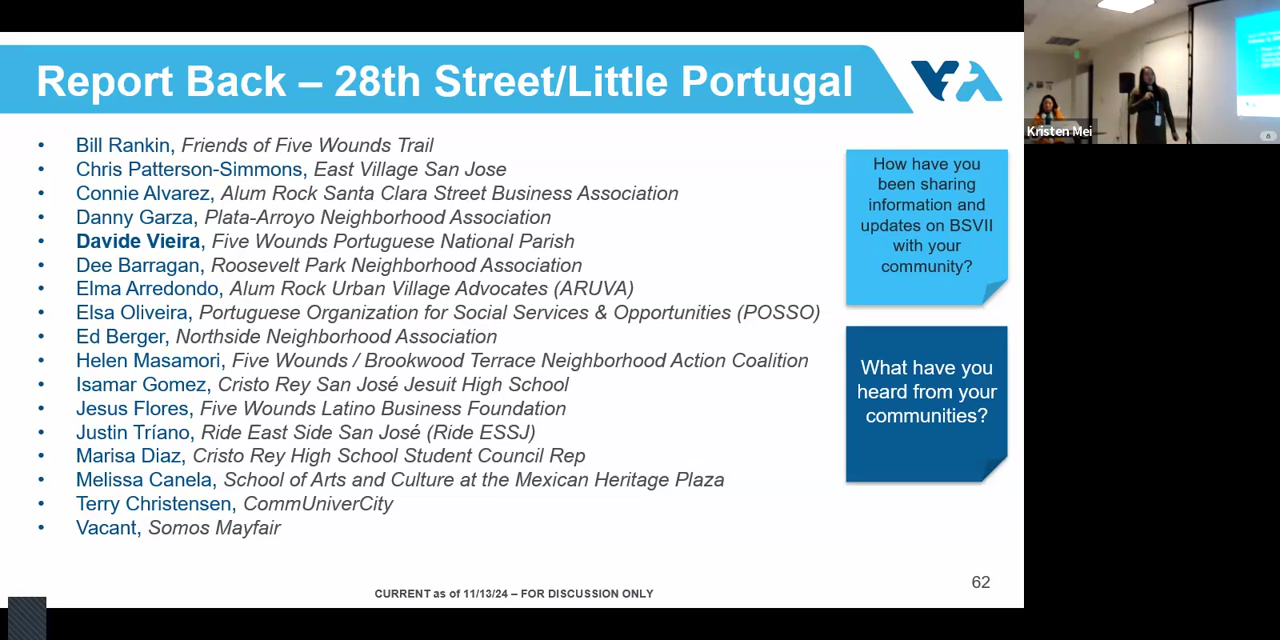 Report Back – 28th Street/Little Portugal
VTA
• Bill Rankin, Friends of Five Wounds Trail
• Chris Patterson-Simmons, East Village San Jose
• Connie Alvarez, Alum Rock Santa Clara Street Business Association
• Danny Garza, Plata-Arroyo Neighborhood Association
• Davide Vieira, Five Wounds Portuguese National Parish
• Dee Barragan, Roosevelt Park Neighborhood Association
• Elma Arredondo, Alum Rock Urban Village Advocates (ARUVA)
• Elsa Oliveira, Portuguese Organization for Social Services & Opportunities (POSSO)
• Ed Berger, Northside Neighborhood Association
• Helen Masamori, Five Wounds / Brookwood Terrace Neighborhood Action Coalition
• Isamar Gomez, Cristo Rey San José Jesuit High School
• Jesus Flores, Five Wounds Latino Business Foundation
• Justin Tríano, Ride East Side San José (Ride ESSJ)
• Marisa Diaz, Cristo Rey High School Student Council Rep
• Melissa Canela, School of Arts and Culture at the Mexican Heritage Plaza
• Terry Christensen, CommUniverCity
• Vacant, Somos Mayfair
How have you
been sharing
information and
updates on BSVII
with your
community?
What have you
heard from your
communities?
62
CURRENT as of 11/13/24 – FOR DISCUSSION ONLY
Kristen Mei